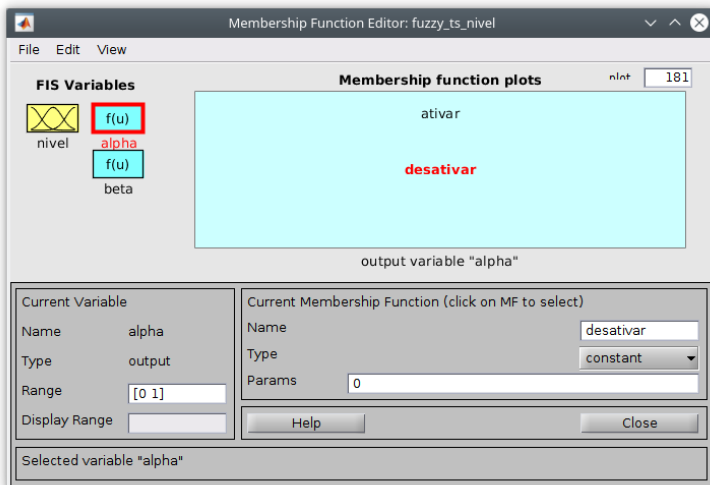 Membership Function Editor: fuzzy_ts_nivel
File Edit View
FIS Variables
f(u)
nivel alpha
f(u)
beta
Membership function plots
plot 181
ativar
desativar
output variable "alpha"
Current Variable
Name alpha
Type output
Range [0 1]
Display Range
Current Membership Function (click on MF to select)
Name desativar
Type constant
Params 0
Help Close
Selected variable "alpha"